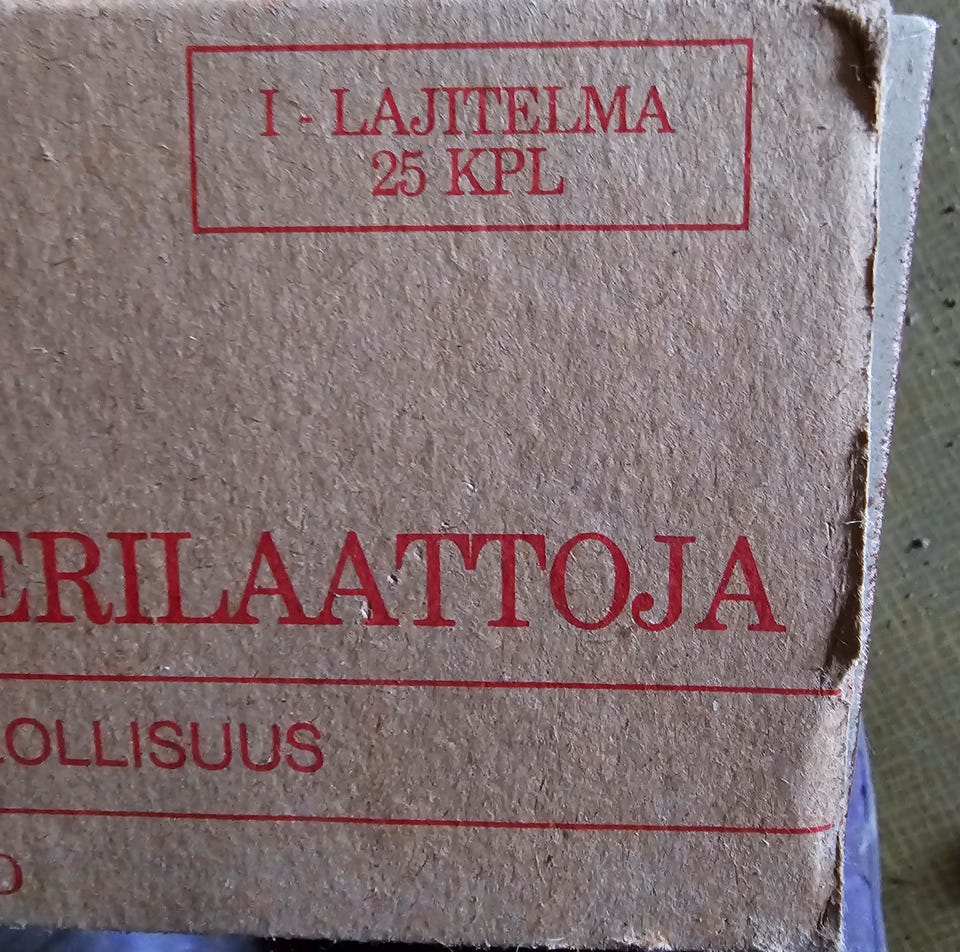 I - LAJITELMA
25 KPL
ERILAATTOJA
OLLISUUS
D